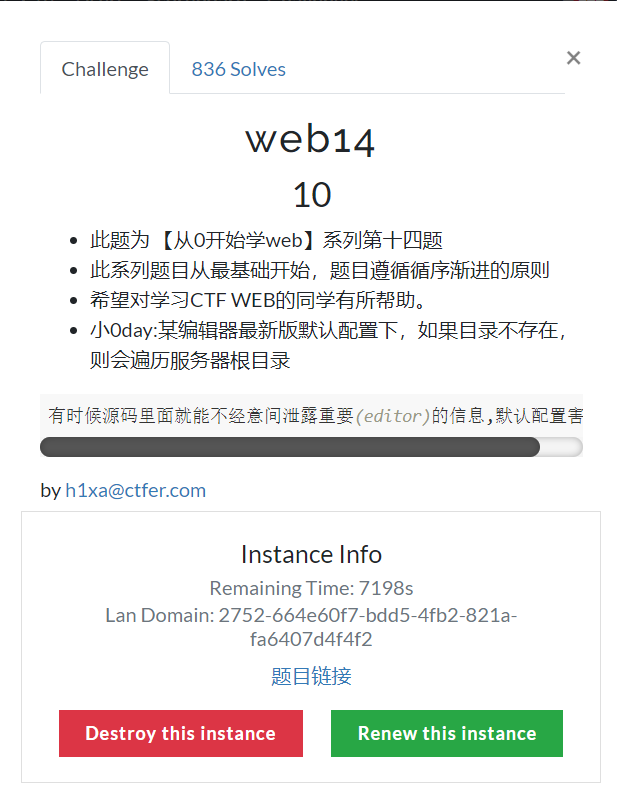 Challenge
836 Solves
×
web14
10
此题为 【从0开始学web】系列第十四题
此系列题目从最基础开始，题目遵循循序渐进的原则
希望对学习CTF WEB的同学有所帮助。
小0day:某编辑器最新版默认配置下，如果目录不存在，
则会遍历服务器根目录
有时候源码里面就能不经意间泄露重要(editor)的信息,默认配置害
by h1xa@ctfer.com
Instance Info
Remaining Time: 7198s
Lan Domain: 2752-664e60f7-bdd5-4fb2-821a-
fa6407d4f4f2
题目链接
Destroy this instance
Renew this instance